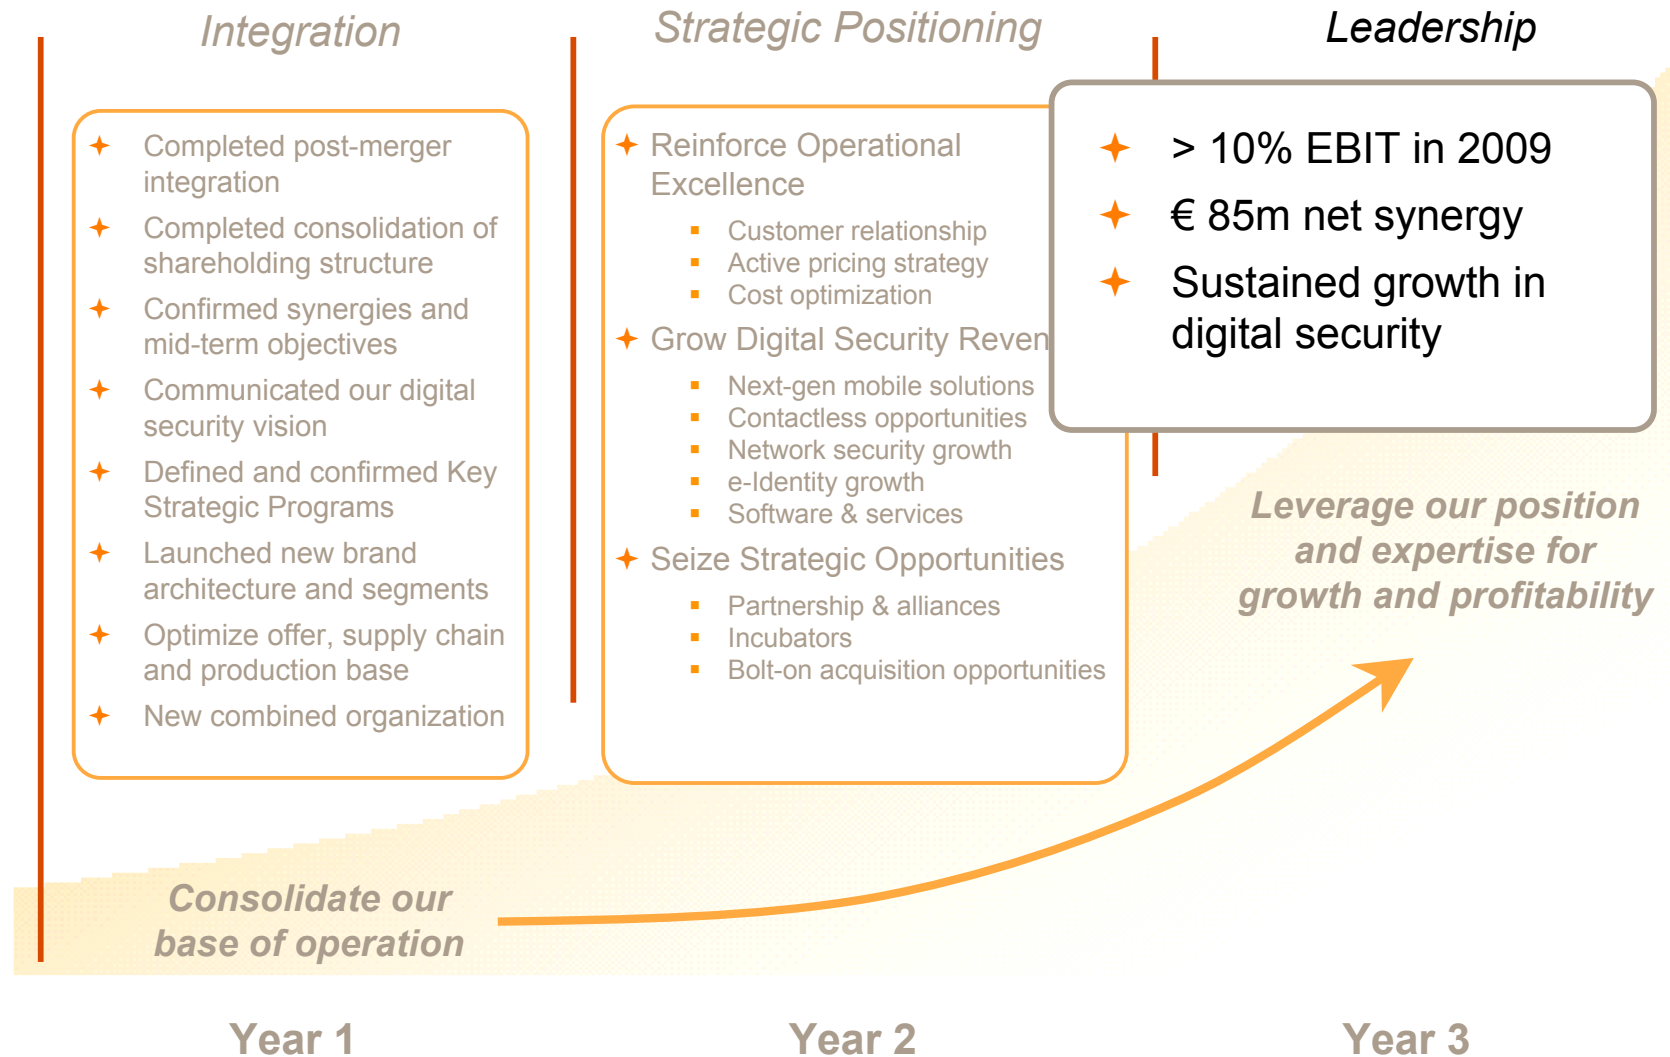 Integration
Completed post-merger
integration
Completed consolidation of
shareholding structure
Confirmed synergies and
mid-term objectives
Communicated our digital
security vision
Defined and confirmed Key
Strategic Programs
Launched new brand
architecture and segments
Optimize offer, supply chain
and production base
New combined organization
Strategic Positioning
Reinforce Operational
Excellence
Customer relationship
Active pricing strategy
Cost optimization
Grow Digital Security Reven
Next-gen mobile solutions
Contactless opportunities
Network security growth
e-Identity growth
Software & services
Seize Strategic Opportunities
Partnership & alliances
Incubators
Bolt-on acquisition opportunities
Leadership
> 10% EBIT in 2009
€ 85m net synergy
Sustained growth in
digital security
Leverage our position
and expertise for
growth and profitability
Consolidate our
base of operation
Year 1
Year 2
Year 3